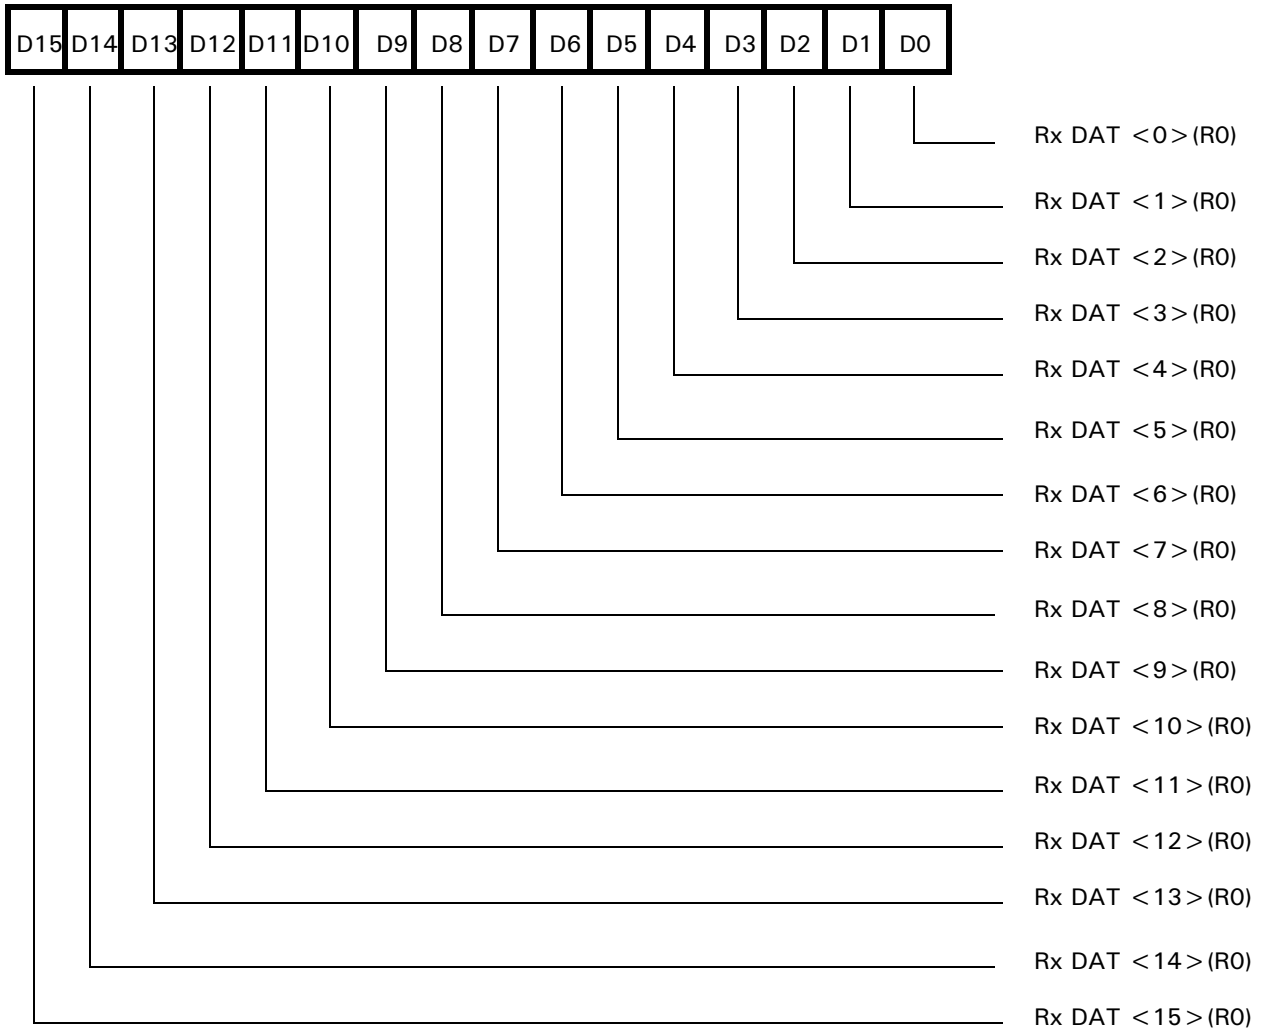 D15 D14 D13 D12 D11 D10 D9 D8 D7 D6 D5 D4 D3 D2 D1 D0
Rx DAT <0>(R0)
Rx DAT <1>(R0)
Rx DAT <2>(R0)
Rx DAT <3>(R0)
Rx DAT <4>(R0)
Rx DAT <5>(R0)
Rx DAT <6>(R0)
Rx DAT <7>(R0)
Rx DAT <8>(R0)
Rx DAT <9>(R0)
Rx DAT <10>(R0)
Rx DAT <11>(R0)
Rx DAT <12>(R0)
Rx DAT <13>(R0)
Rx DAT <14>(R0)
Rx DAT <15>(R0)